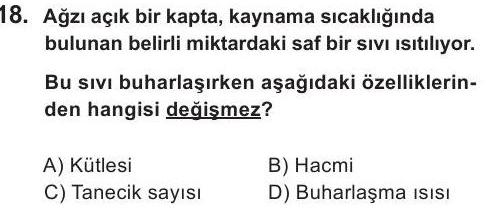 18. Ağzı açık bir kapta, kaynama sıcaklığında
bulunan belirli miktardaki saf bir sıvı ısıtılıyor.
Bu sıvı buharlaşırken aşağıdaki özelliklerin-
den hangisi değişmez?
A) Kütlesi B) Hacmi
C) Tanecik sayısı D) Buharlaşma ısısı